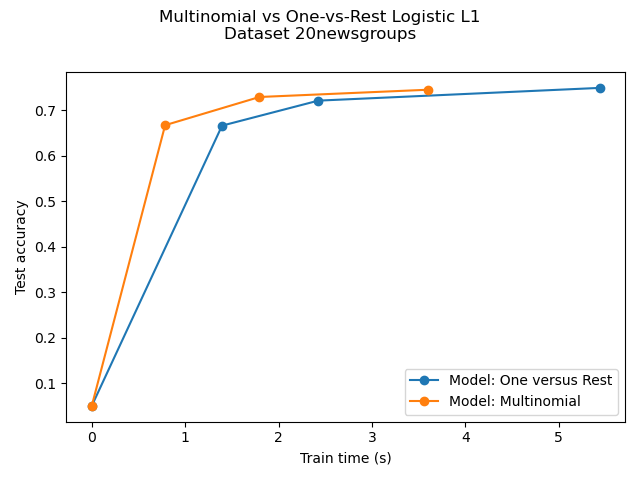 Multinomial vs One-vs-Rest Logistic L1
Dataset 20newsgroups
0.7
0.6
0.5
0.4
0.3
0.2
0.1
Test accuracy
Model: One versus Rest
Model: Multinomial
0 1 2 3 4 5
Train time (s)